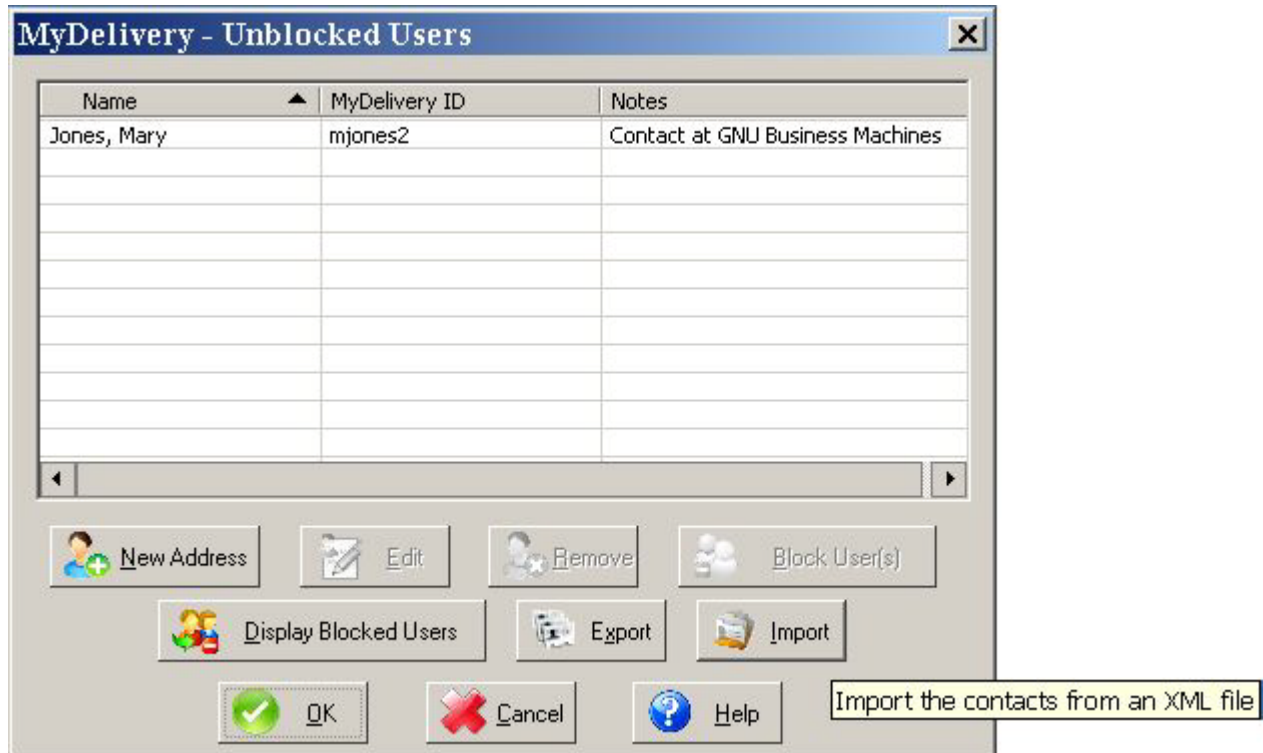 MyDelivery - Unblocked Users
Name MyDelivery ID Notes
Jones, Mary mjones2 Contact at GNU Business Machines
New Address Edit Remove Block User(s)
Display Blocked Users Export Import
OK Cancel Help
Import the contacts from an XML file